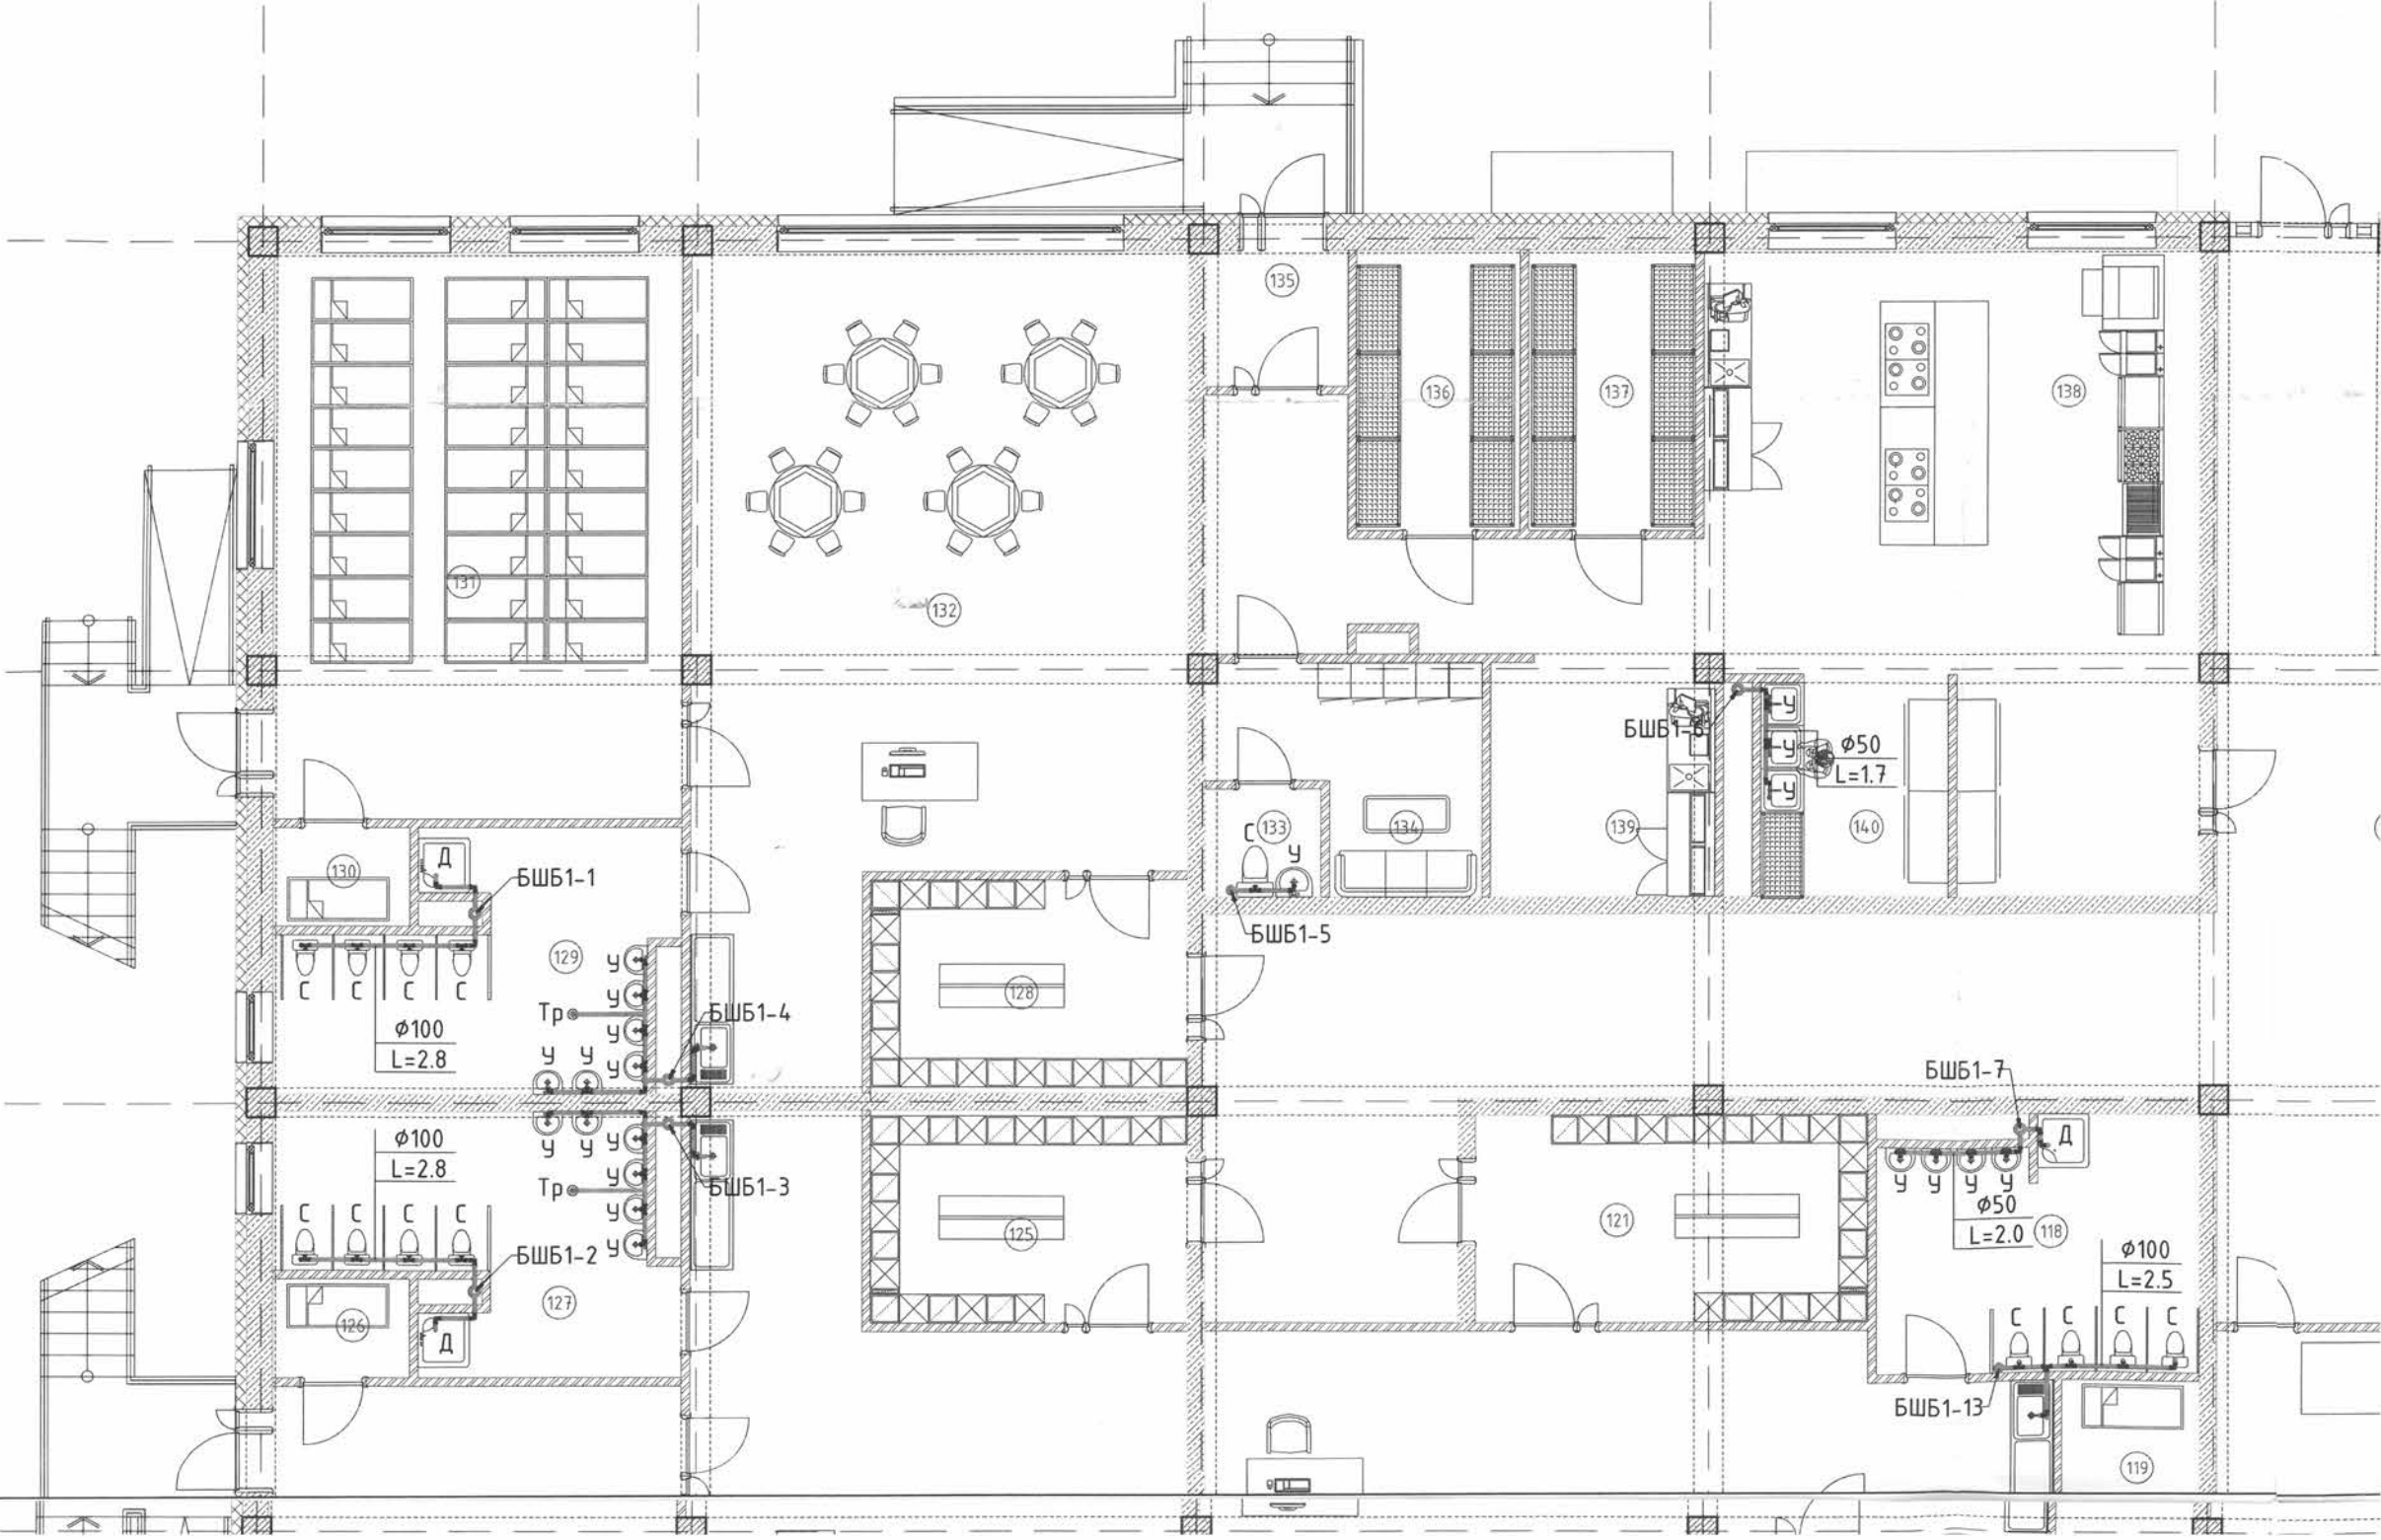 135
136
137
138
131
132
БШБ1-6
У
У
Ф50
L=1.7
У
133
134
139
140
С
У
130
Д
БШБ1-1
БШБ1-5
129
У
С
С
С
С
У
128
Тр
БШБ1-4
Ф100
L=2.8
У
У
У
У
БШБ1-7
Ф100
L=2.8
У
У
У
У
Д
У
У
У
У
Тр
БШБ1-3
Ф50
L=2.0
118
С
С
С
С
У
У
125
121
БШБ1-2
Ф100
L=2.5
127
126
Д
С
С
С
С
БШБ1-13
119